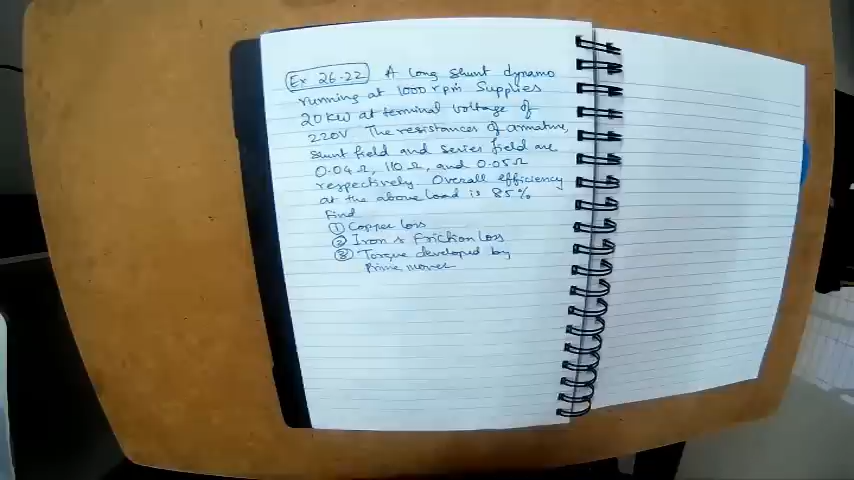 Ex 26.22 A long shunt dynamo
running at 1000 rpm Supplies
20 KW at terminal voltage of
220V The resistances of armature,
shunt field and series field are
0.04 Ω, 110 Ω, and 0.05 Ω
respectively. Overall efficiency
at the above load is 85%
Find
① Copper loss
② Iron & friction loss
③ Torque developed by
Prime mover